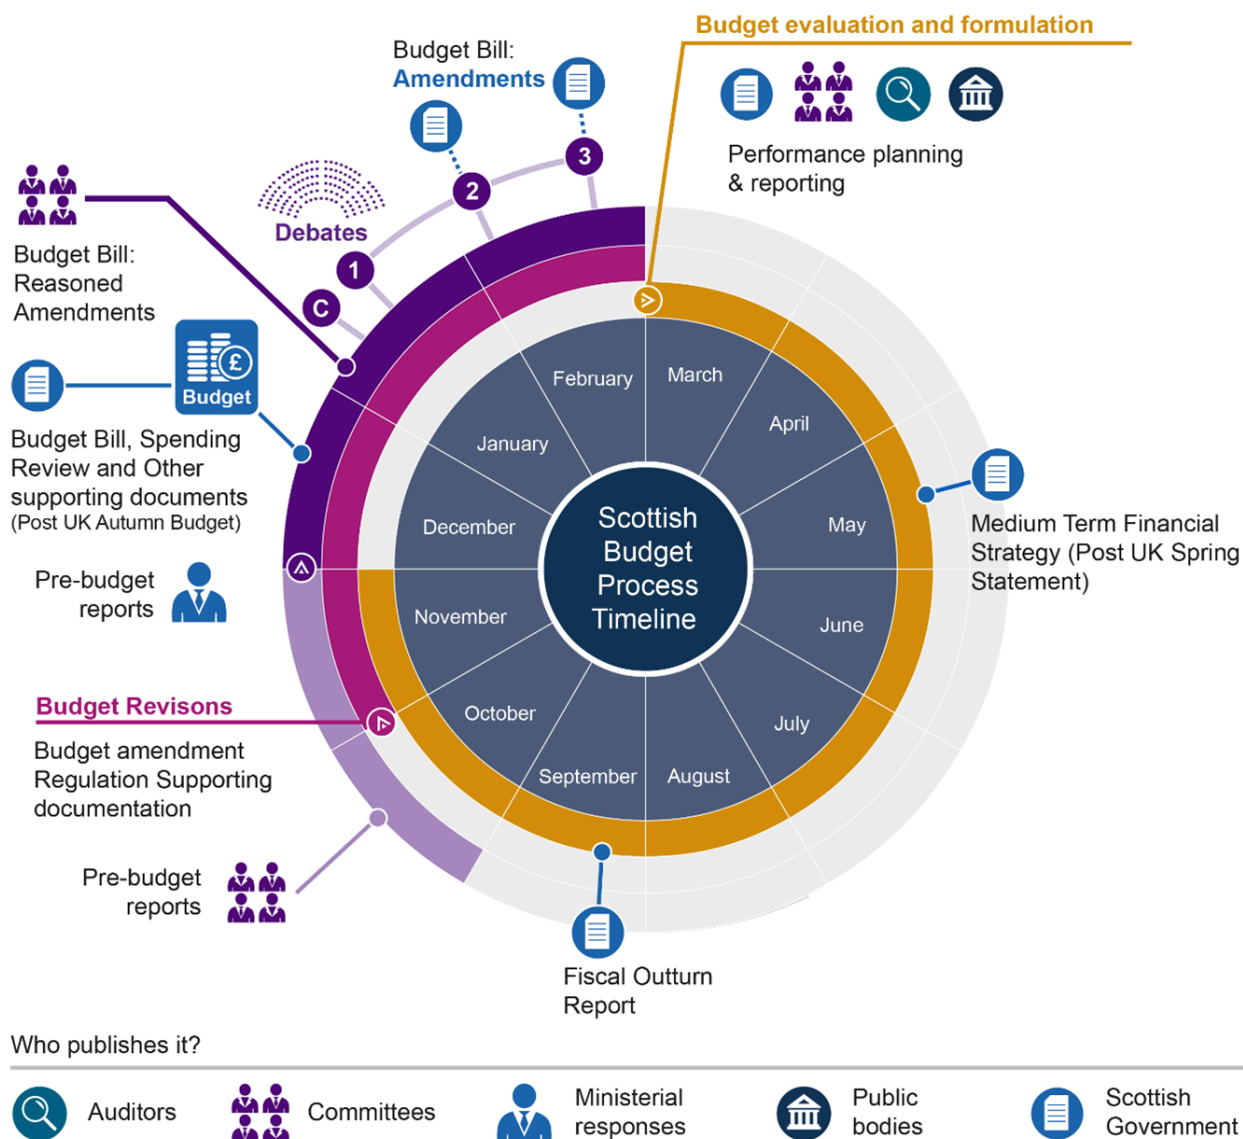 Budget evaluation and formulation
Performance planning
& reporting
Budget Bill:
Amendments
3
2
Debates
1
C
Budget Bill:
Reasoned
Amendments
£
Budget
Budget Bill, Spending
Review and Other
supporting documents
(Post UK Autumn Budget)
Pre-budget
reports
Budget Revisons
Budget amendment
Regulation Supporting
documentation
Pre-budget
reports
February
March
January
April
December
May
November
June
October
July
September
August
Scottish
Budget
Process
Timeline
Medium Term Financial
Strategy (Post UK Spring
Statement)
Fiscal Outturn
Report
Who publishes it?
Auditors
Committees
Ministerial
responses
Public
bodies
Scottish
Government